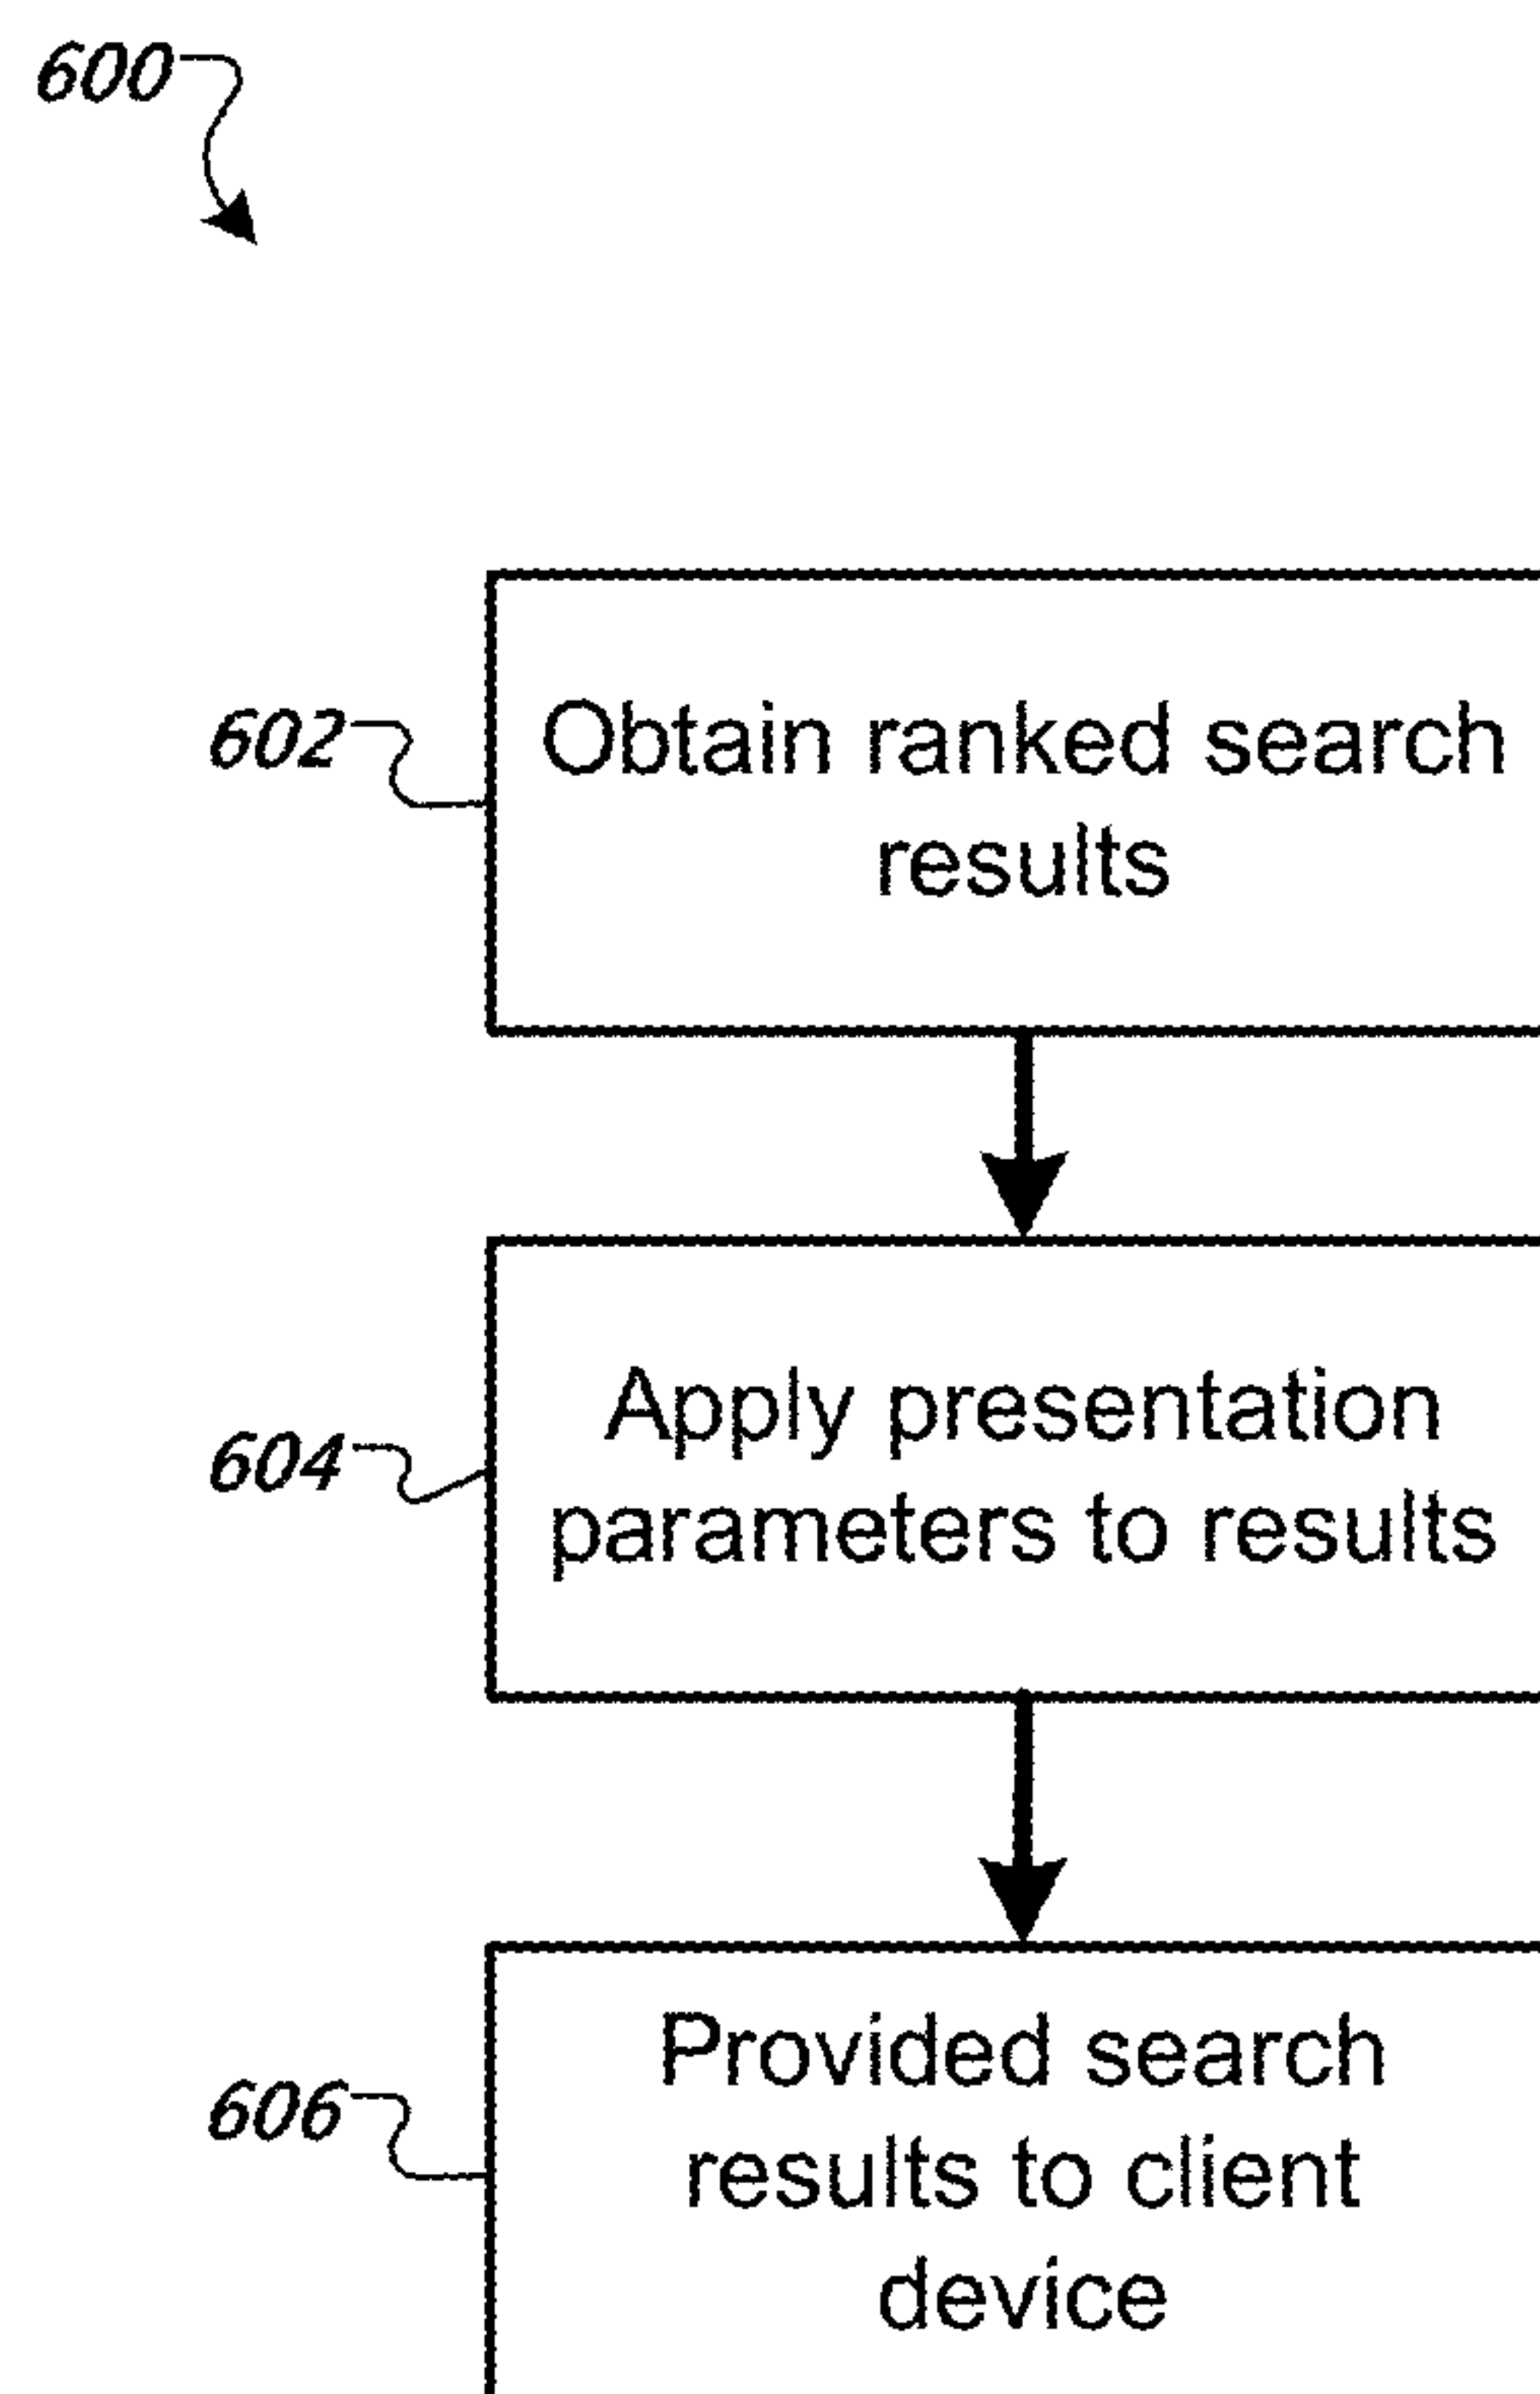 600
602
Obtain ranked search
results
604
Apply presentation
parameters to results
606
Provided search
results to client
device